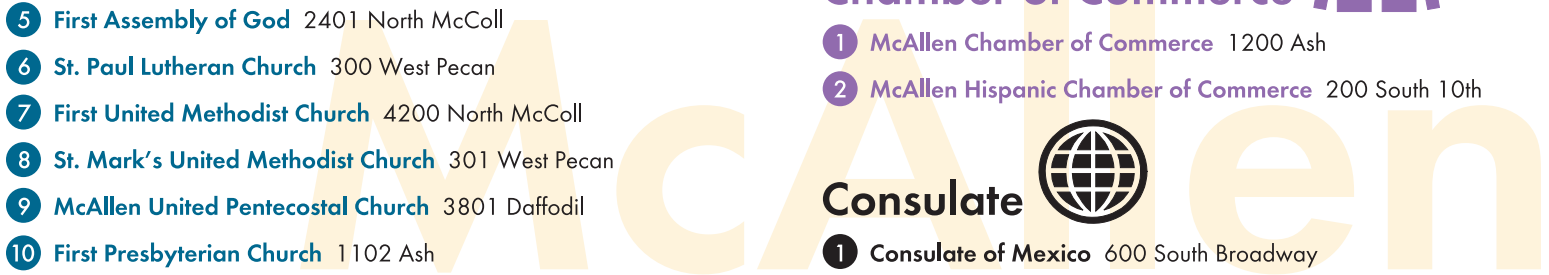 5 First Assembly of God 2401 North McColl
6 St. Paul Lutheran Church 300 West Pecan
7 First United Methodist Church 4200 North McColl
8 St. Mark's United Methodist Church 301 West Pecan
9 McAllen United Pentecostal Church 3801 Daffodil
10 First Presbyterian Church 1102 Ash
Chamber of Commerce
1 McAllen Chamber of Commerce 1200 Ash
2 McAllen Hispanic Chamber of Commerce 200 South 10th
Consulate
1 Consulate of Mexico 600 South Broadway
McAllen